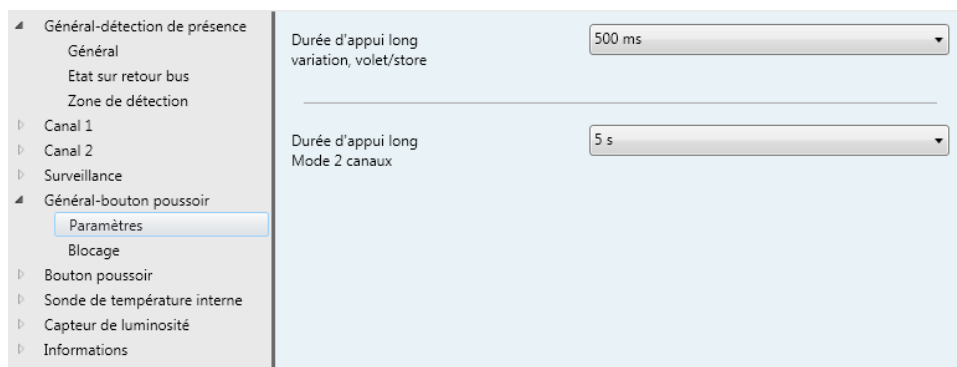 Général-détection de présence
Général
Etat sur retour bus
Zone de détection
Canal 1
Canal 2
Surveillance
Général-bouton poussoir
Paramètres
Blocage
Bouton poussoir
Sonde de température interne
Capteur de luminosité
Informations
Durée d'appui long
variation, volet/store
500 ms
Durée d'appui long
Mode 2 canaux
5 s